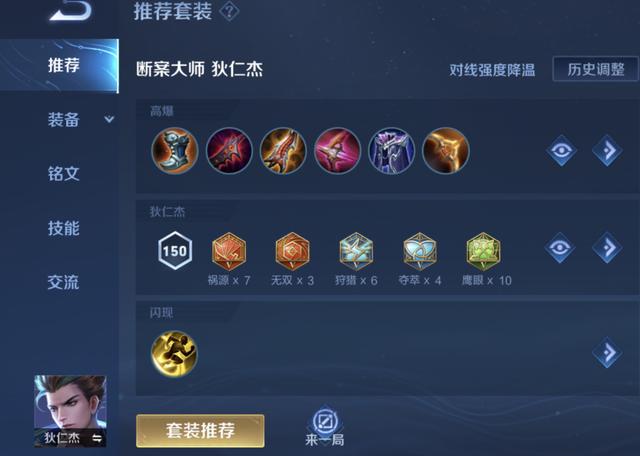 推荐套装 ?
推荐
断案大师 狄仁杰
对线强度降温
历史调整
装备
高爆
铭文
狄仁杰
150
祸源 x 7
无双 x 3
狩猎 x 6
夺萃 x 4
鹰眼 x 10
技能
交流
闪现
狄仁杰
套装推荐
来一局